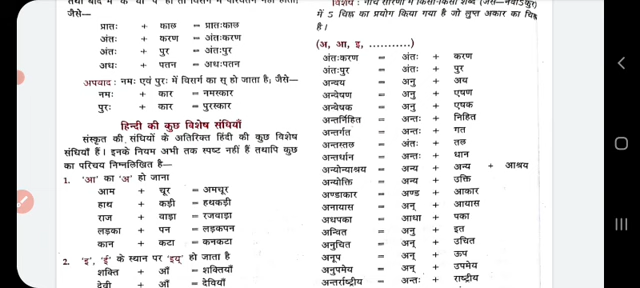 जैसे—
प्रातः + काल = प्रातःकाल
अंतः + करण = अंतःकरण
अंतः + पुर = अंतःपुर
अधः + पतन = अधःपतन
अपवाद : नमः एवं पुरः में विसर्ग का स् हो जाता है; जैसे—
नमः + कार = नमस्कार
पुरः + कार = पुरस्कार
हिन्दी की कुछ विशेष संधियाँ
संस्कृत की संधियों के अतिरिक्त हिंदी की कुछ विशेष
संधियाँ हैं। इनके नियम अभी तक स्पष्ट नहीं हैं तथापि कुछ
का परिचय निम्नलिखित है—
1. 'आ' का 'अ' हो जाना
आम + चूर = अमचूर
हाथ + कड़ी = हथकड़ी
राज + वाड़ा = रजवाड़ा
लड़का + पन = लड़कपन
कान + कटा = कनकटा
2. 'इ', 'ई' के स्थान पर 'इय्' हो जाता है
शक्ति + आँ = शक्तियाँ
देवी + आँ = देवियाँ
में 5 चिह्न का प्रयोग किया गया है जो लुप्त अकार का चिह्न
है।
(अ, आ, इ, ...........)
अंतःकरण = अंतः + करण
अंतःपुर = अंतः + पुर
अन्वय = अनु + अय
अन्वेषण = अनु + एषण
अन्वेषक = अनु + एषक
अन्तर्निहित = अन्तः + निहित
अन्तर्गत = अन्तः + गत
अन्तस्तल = अंतः + तल
अन्तर्धान = अन्तः + धान
अन्योन्याश्रय = अन्य + अन्य + आश्रय
अन्योक्ति = अन्य + उक्ति
अण्डाकार = अण्ड + आकार
अनायास = अन् + आयास
अधपका = आधा + पका
अन्वित = अनु + इत
अनुचित = अन् + उचित
अनूप = अन् + ऊप
अनुपमेय = अन् + उपमेय
अन्तर्राष्ट्रीय = अन्तः + राष्ट्रीय